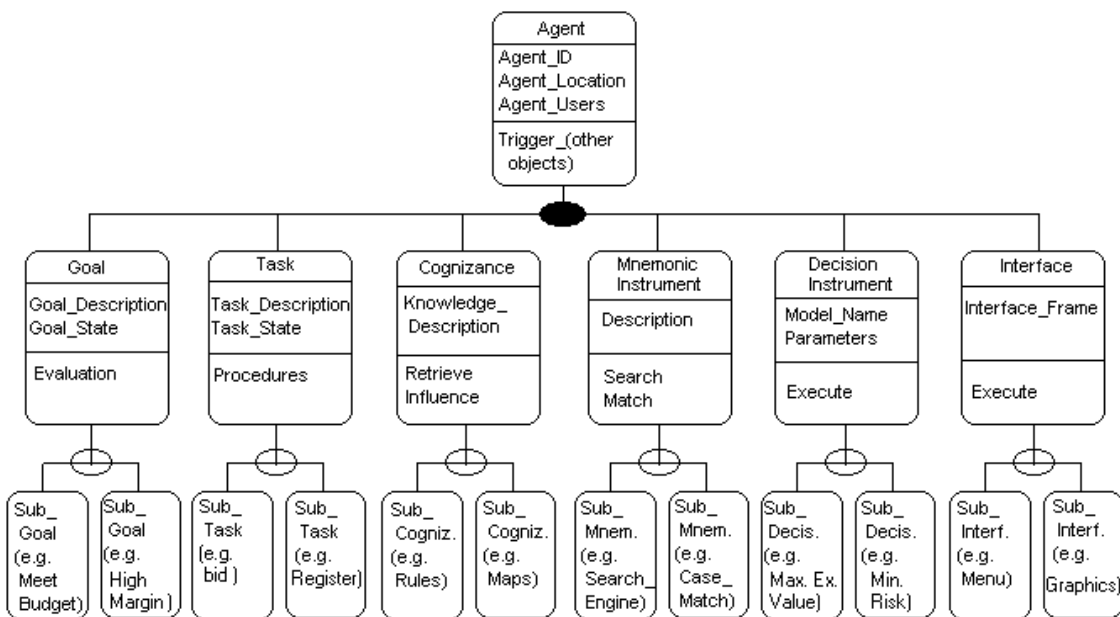 Agent
Agent_ID
Agent_Location
Agent_Users
Trigger_(other
objects)
Goal
Goal_Description
Goal_State
Evaluation
Task
Task_Description
Task_State
Procedures
Cognizance
Knowledge_
Description
Retrieve
Influence
Mnemonic
Instrument
Description
Search
Match
Decision
Instrument
Model_Name
Parameters
Execute
Interface
Interface_Frame
Execute
Sub_
Goal
(e.g.
Meet
Budget)
Sub_
Goal
(e.g.
High
Margin)
Sub_
Task
(e.g.
bid )
Sub_
Task
(e.g.
Register)
Sub_
Cogniz.
(e.g.
Rules)
Sub_
Cogniz.
(e.g.
Maps)
Sub_
Mnem.
(e.g.
Search_
Engine)
Sub_
Mnem.
(e.g.
Case_
Match)
Sub_
Decis.
(e.g.
Max. Ex.
Value)
Sub_
Decis.
(e.g.
Min.
Risk)
Sub_
Interf.
(e.g.
Menu)
Sub_
Interf.
(e.g.
Graphics)